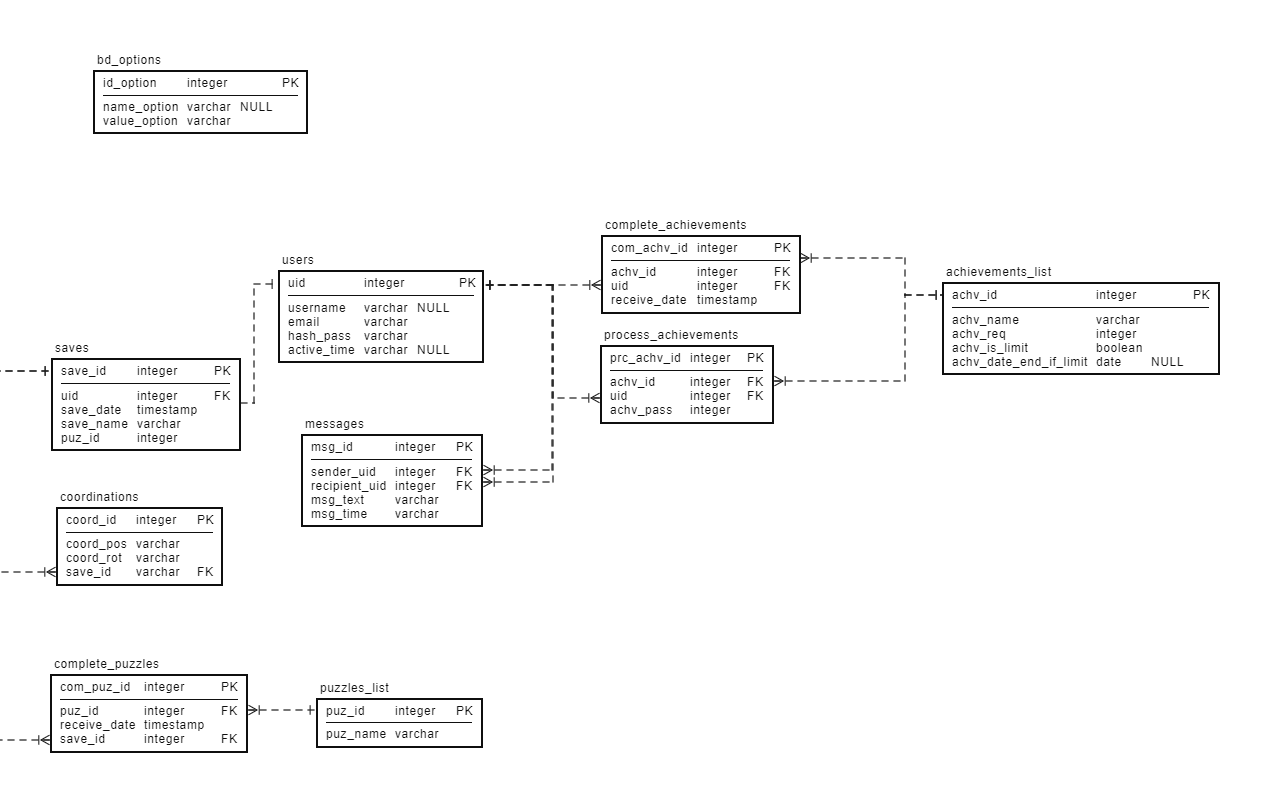 bd_options
id_option integer PK
name_option varchar NULL
value_option varchar
complete_achievements
com_achv_id integer PK
achv_id integer FK
uid integer FK
receive_date timestamp
users
uid integer PK
username varchar NULL
email varchar
hash_pass varchar
active_time varchar NULL
achievements_list
achv_id integer PK
achv_name varchar
achv_req integer
achv_is_limit boolean
achv_date_end_if_limit date NULL
process_achievements
prc_achv_id integer PK
achv_id integer FK
uid integer FK
achv_pass integer
saves
save_id integer PK
uid integer FK
save_date timestamp
save_name varchar
puz_id integer
messages
msg_id integer PK
sender_uid integer FK
recipient_uid integer FK
msg_text varchar
msg_time varchar
coordinations
coord_id integer PK
coord_pos varchar
coord_rot varchar
save_id varchar FK
complete_puzzles
com_puz_id integer PK
puz_id integer FK
receive_date timestamp
save_id integer FK
puzzles_list
puz_id integer PK
puz_name varchar